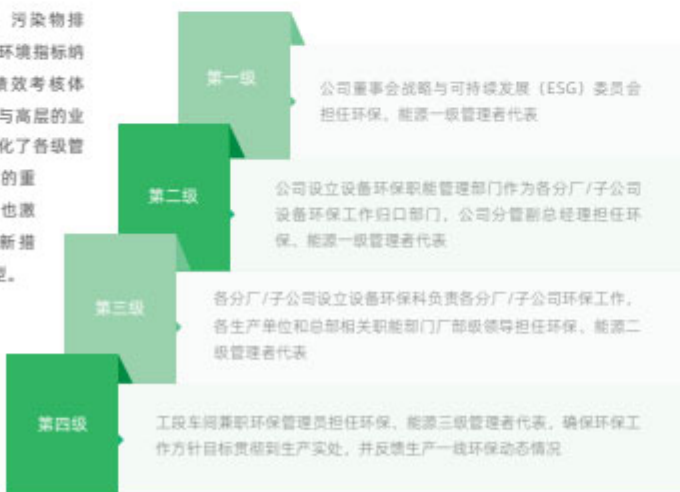 污染物排
环境指标纳
绩效考核体
与高层的业
化了各级管
的重
也激
新措
型。
第一级
公司董事会战略与可持续发展（ESG）委员会
担任环保、能源一级管理者代表
第二级
公司设立设备环保职能管理部门作为各分厂/子公司
设备环保工作归口部门，公司分管副总经理担任环
保、能源一级管理者代表
第三级
各分厂/子公司设立设备环保科负责各分厂/子公司环保工作，
各生产单位和总部相关职能部门厂部级领导担任环保、能源二
级管理者代表
第四级
工段车间兼职环保管理员担任环保、能源三级管理者代表，确保环保工
作方针目标贯彻到生产实处，并反馈生产一线环保动态情况